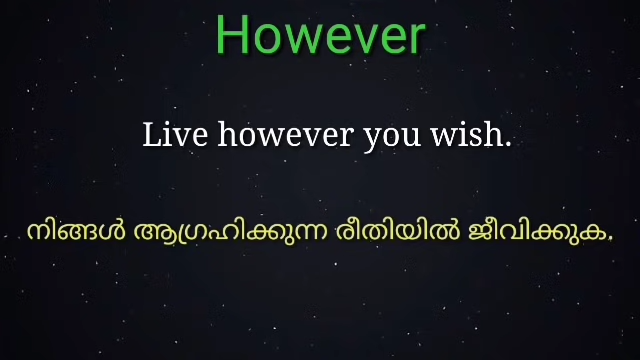 However
Live however you wish.
നിങ്ങൾ ആഗ്രഹിക്കുന്ന രീതിയിൽ ജീവിക്കുക.